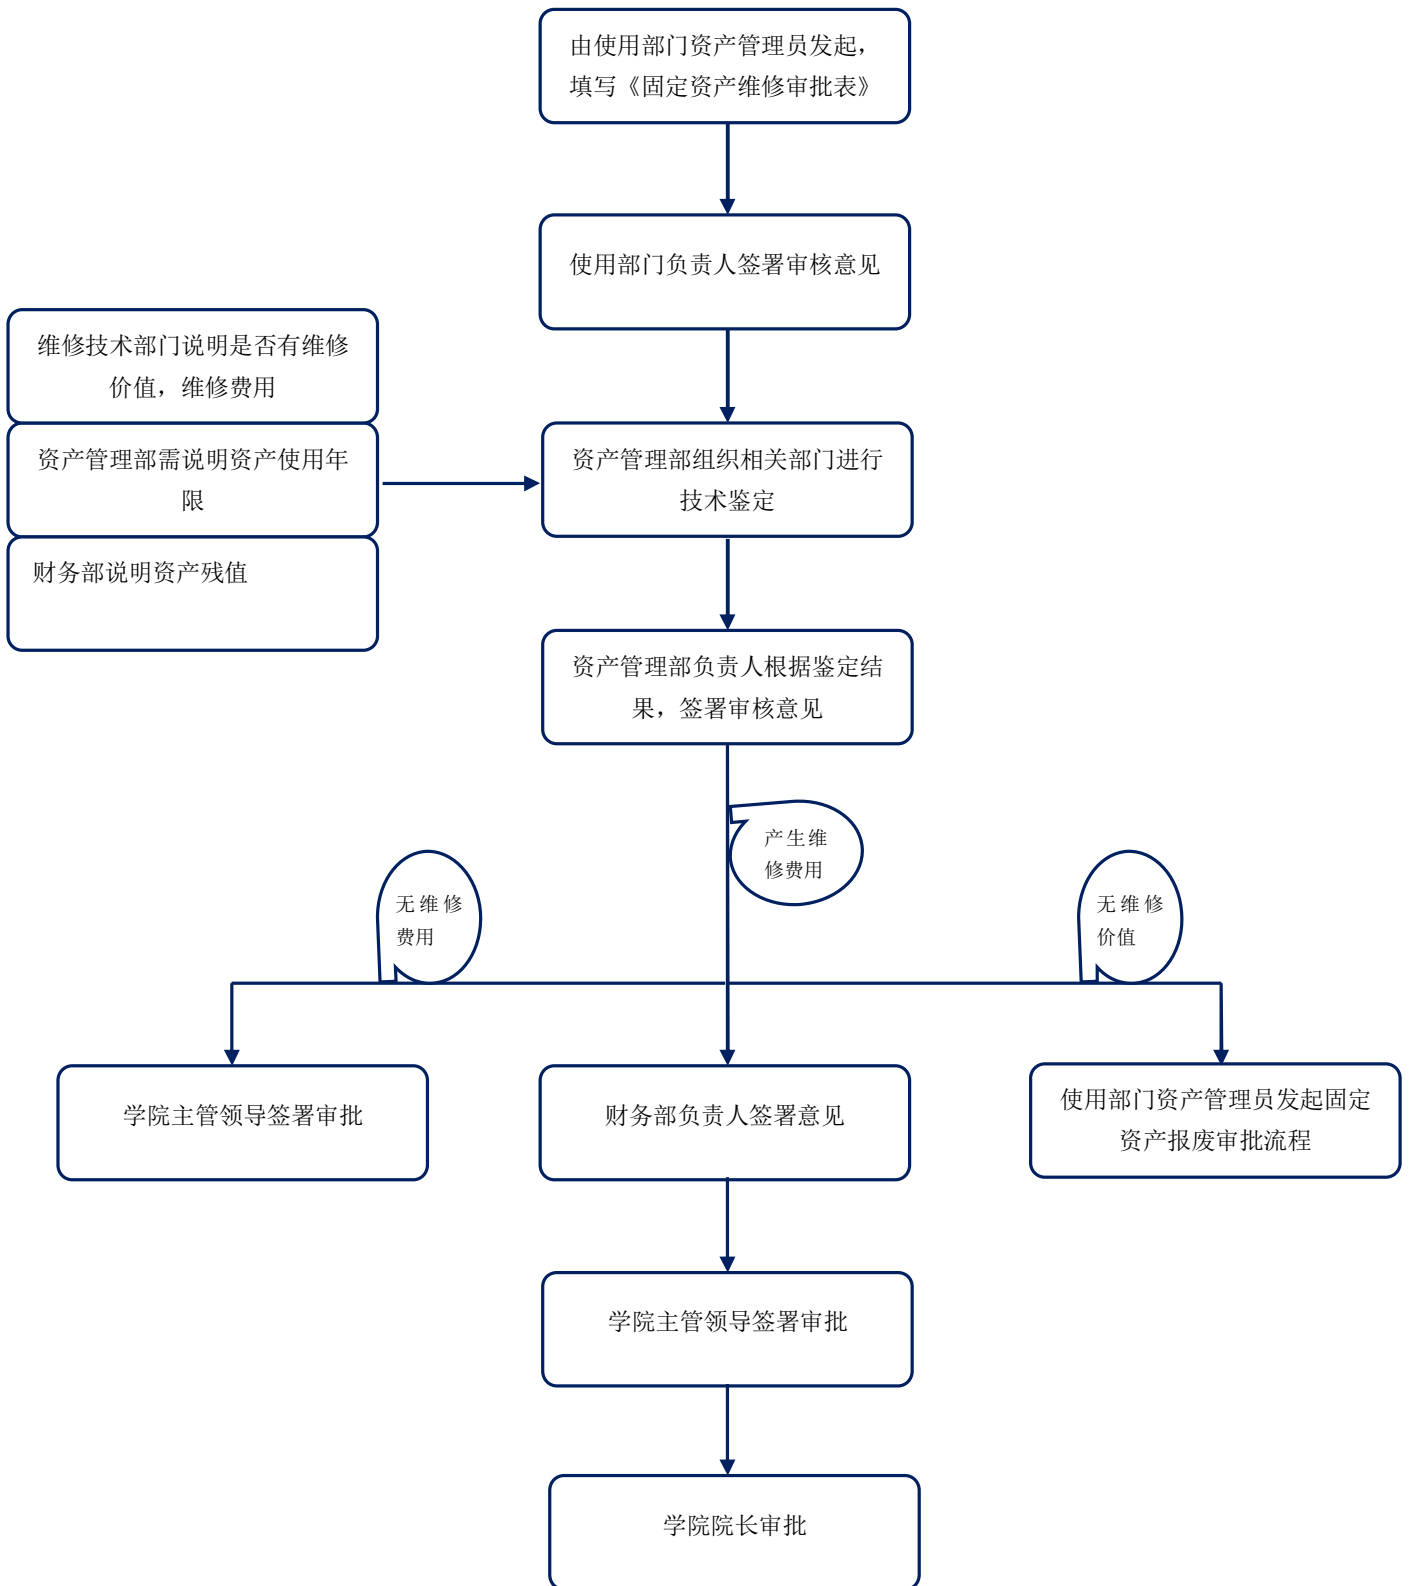 由使用部门资产管理员发起，
填写《固定资产维修审批表》
使用部门负责人签署审核意见
维修技术部门说明是否有维修
价值，维修费用
资产管理部需说明资产使用年
限
财务部说明资产残值
资产管理部组织相关部门进行
技术鉴定
资产管理部负责人根据鉴定结
果，签署审核意见
产生维
修费用
无维修
费用
无维修
价值
学院主管领导签署审批
财务部负责人签署意见
使用部门资产管理员发起固定
资产报废审批流程
学院主管领导签署审批
学院院长审批